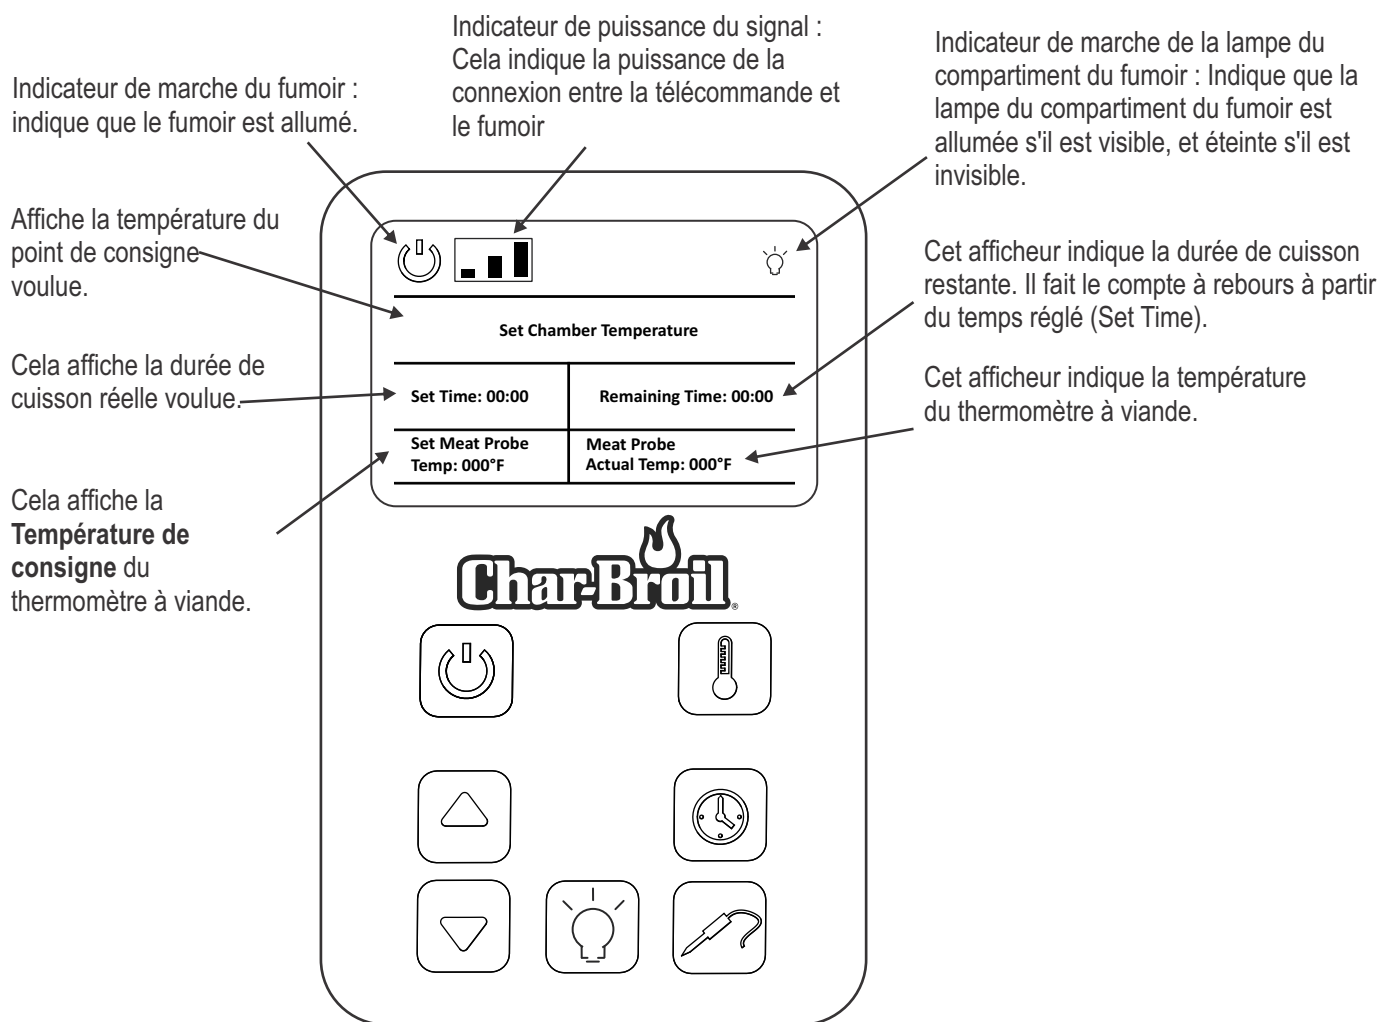 Indicateur de puissance du signal :
Cela indique la puissance de la
connexion entre la télécommande et
le fumoir
Indicateur de marche de la lampe du
compartiment du fumoir : Indique que la
lampe du compartiment du fumoir est
allumée s'il est visible, et éteinte s'il est
invisible.
Indicateur de marche du fumoir :
indique que le fumoir est allumé.
Affiche la température du
point de consigne
voulue.
Cet afficheur indique la durée de cuisson
restante. Il fait le compte à rebours à partir
du temps réglé (Set Time).
Cela affiche la durée de
cuisson réelle voulue.
Cet afficheur indique la température
du thermomètre à viande.
Cela affiche la
Température de
consigne du
thermomètre à viande.
Set Chamber Temperature
Set Time: 00:00
Remaining Time: 00:00
Set Meat Probe
Temp: 000°F
Meat Probe
Actual Temp: 000°F
Char-Broil®